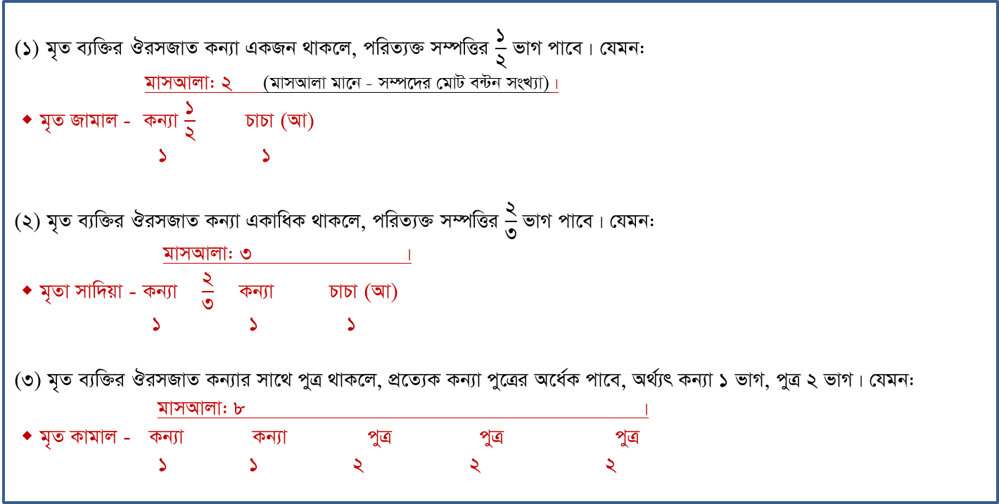 (১) মৃত ব্যক্তির ঔরসজাত কন্যা একজন থাকলে, পরিত্যক্ত সম্পত্তির ১/২ ভাগ পাবে। যেমন:
মাসআলা: ২ (মাসআলা মানে - সম্পদের মোট বন্টন সংখ্যা)।
◆ মৃত জামাল - কন্যা ১/২ চাচা (আ)
১ ১
(২) মৃত ব্যক্তির ঔরসজাত কন্যা একাধিক থাকলে, পরিত্যক্ত সম্পত্তির ২/৩ ভাগ পাবে। যেমন:
মাসআলা: ৩ ।
◆ মৃতা সাদিয়া - কন্যা ২/৩ কন্যা চাচা (আ)
১ ১ ১
(৩) মৃত ব্যক্তির ঔরসজাত কন্যার সাথে পুত্র থাকলে, প্রত্যেক কন্যা পুত্রের অর্ধেক পাবে, অর্থ্যৎ কন্যা ১ ভাগ, পুত্র ২ ভাগ। যেমন:
মাসআলা: ৮ ।
◆ মৃত কামাল - কন্যা কন্যা পুত্র পুত্র পুত্র
১ ১ ২ ২ ২